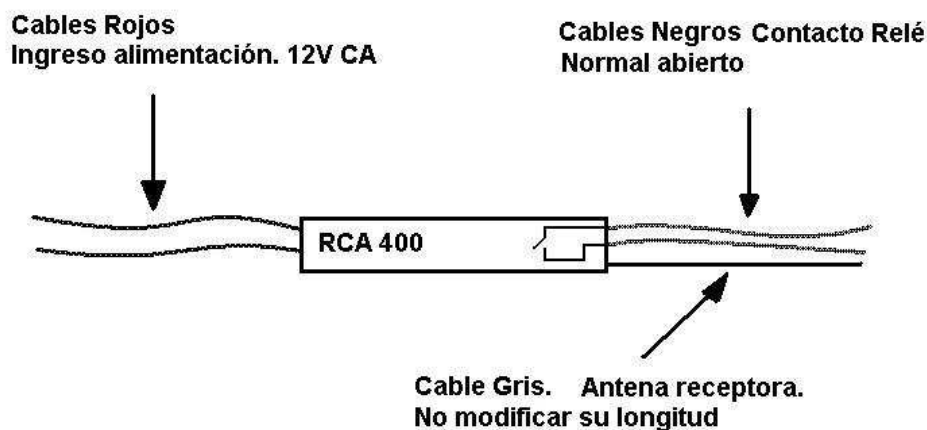 Cables Rojos
Ingreso alimentación. 12V CA
Cables Negros Contacto Relé
Normal abierto
RCA 400
Cable Gris. Antena receptora.
No modificar su longitud